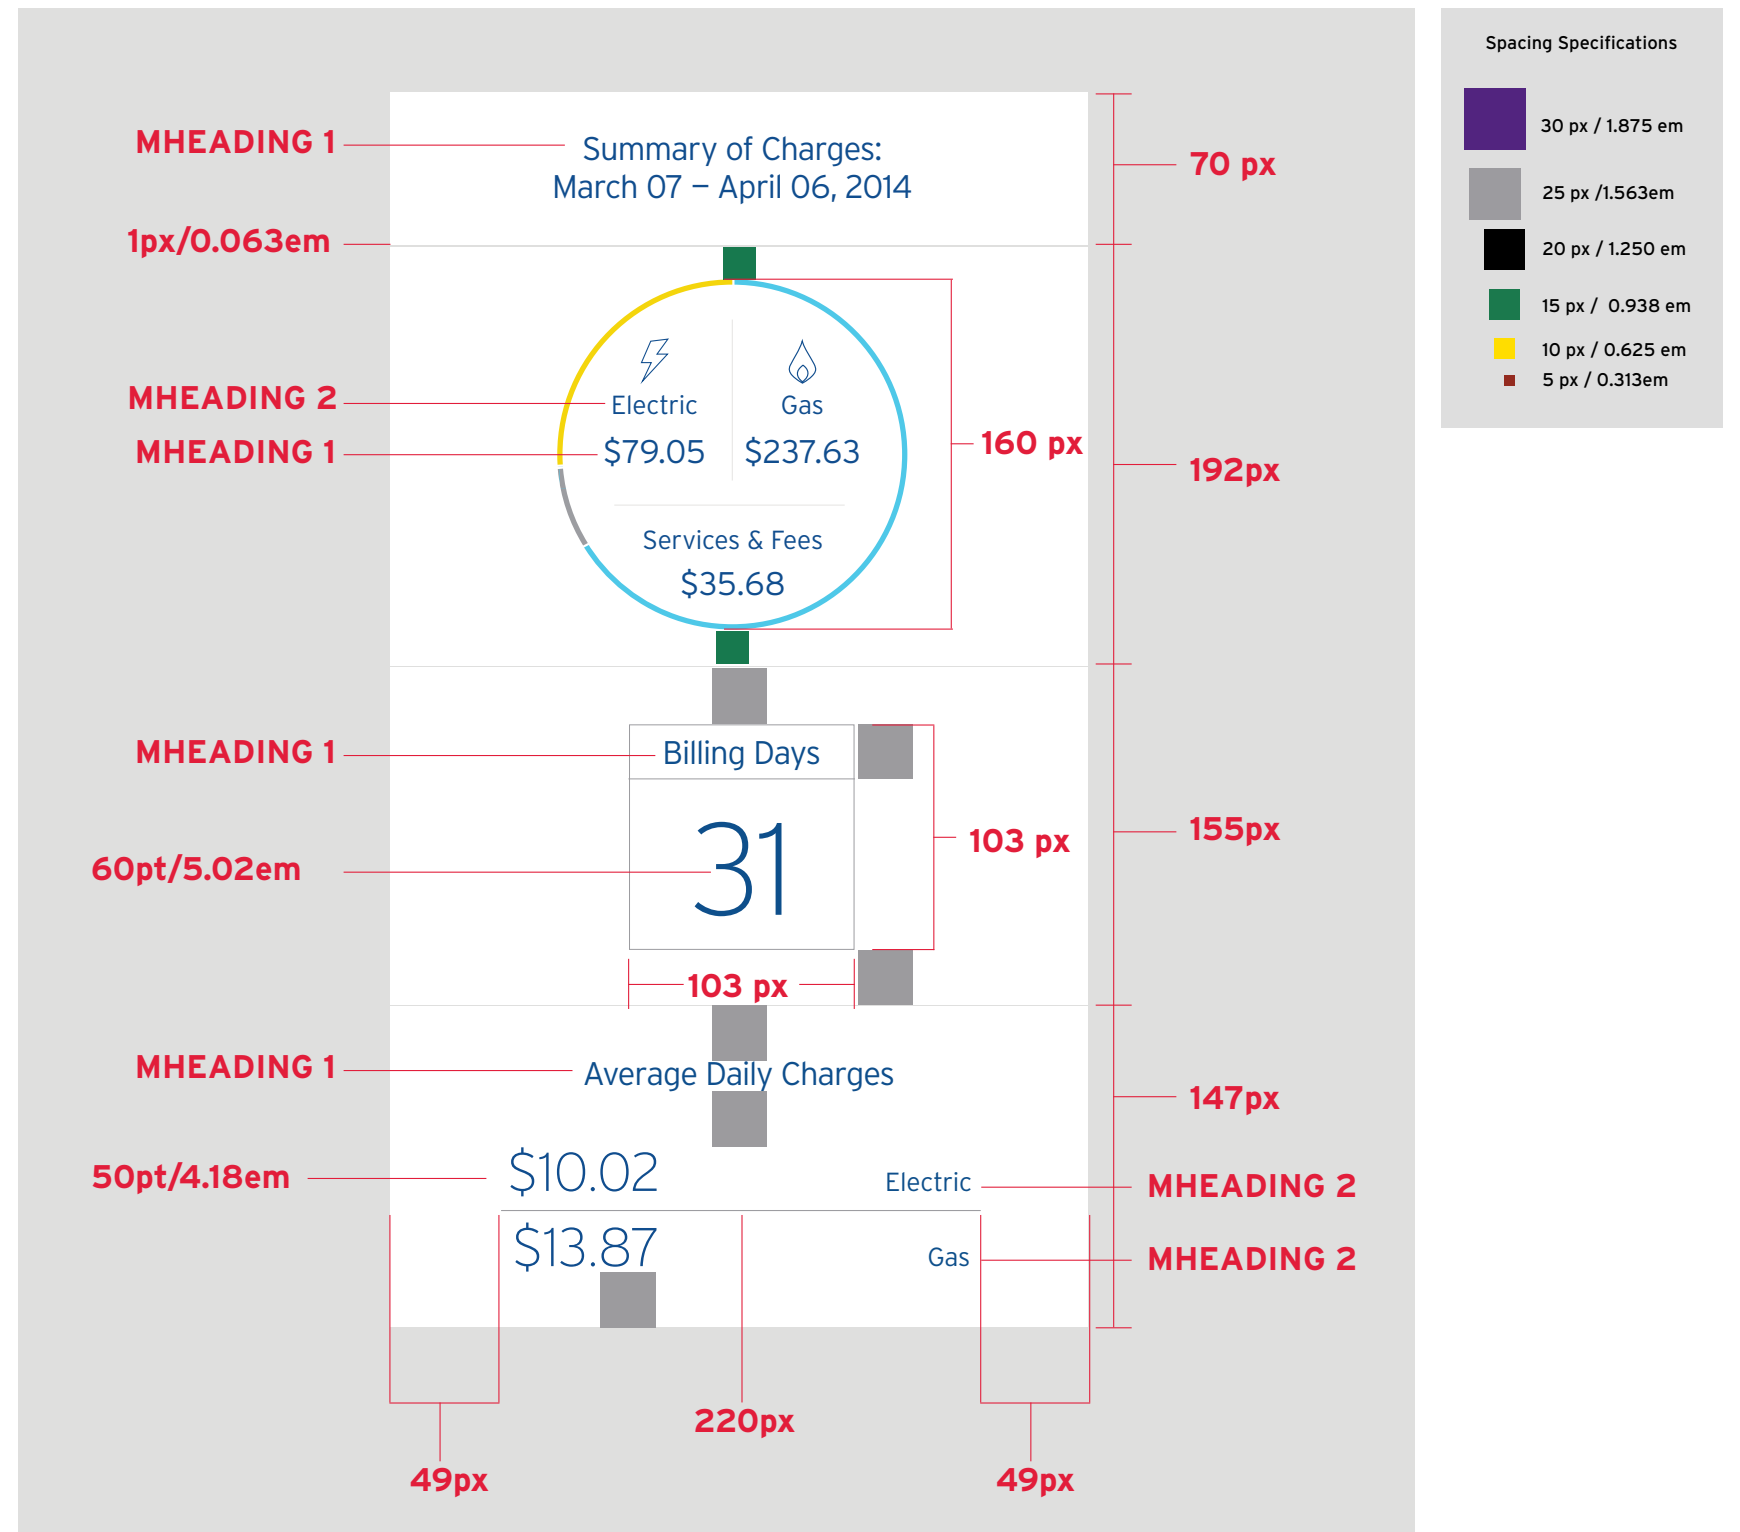 Spacing Specifications
30 px / 1.875 em
25 px /1.563em
20 px / 1.250 em
15 px /  0.938 em
10 px / 0.625 em
5 px / 0.313em
MHEADING 1
Summary of Charges:
March 07 – April 06, 2014
70 px
1px/0.063em
MHEADING 2
Electric
Gas
MHEADING 1
$79.05
$237.63
160 px
192px
Services & Fees
$35.68
MHEADING 1
Billing Days
31
60pt/5.02em
103 px
155px
103 px
MHEADING 1
Average Daily Charges
147px
50pt/4.18em
$10.02
Electric
MHEADING 2
$13.87
Gas
MHEADING 2
220px
49px
49px